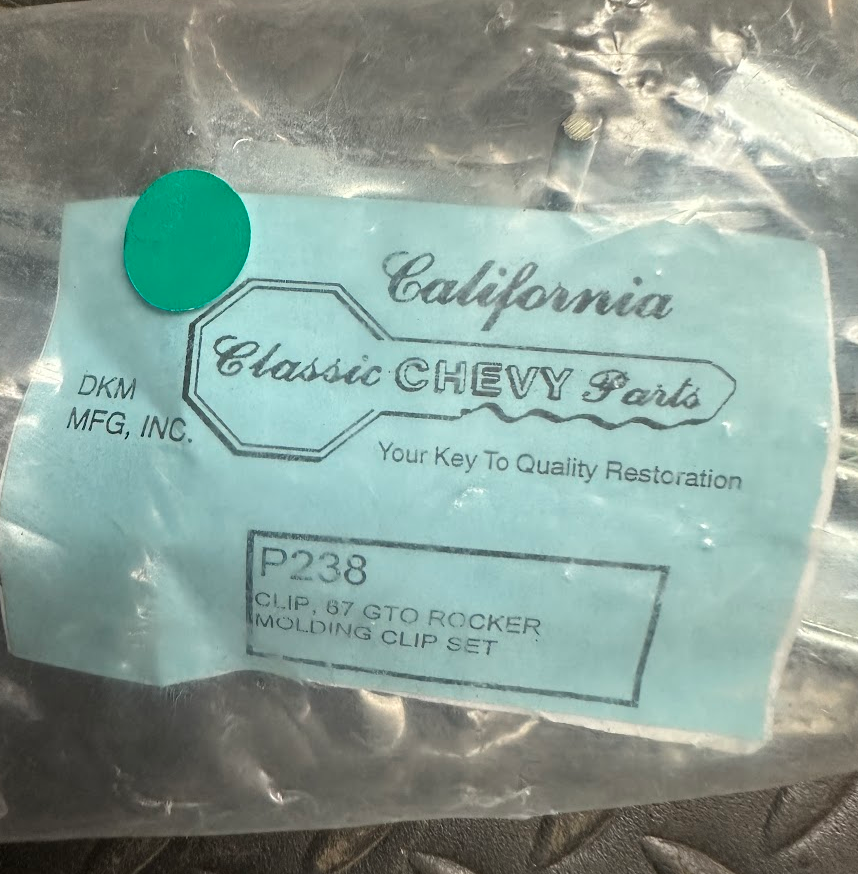 California
Classic CHEVY Parts
DKM
MFG, INC.
Your Key To Quality Restoration
P238
CLIP, 67 GTO ROCKER
MOLDING CLIP SET